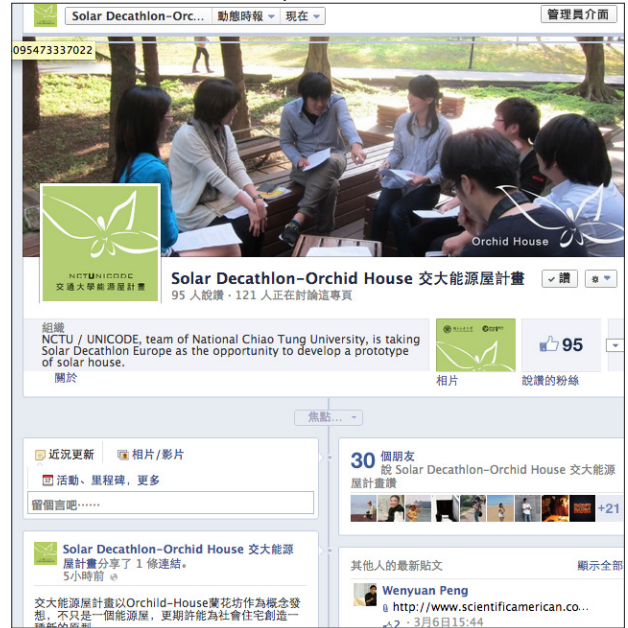 Solar Decathlon-Orc... 動態時報 現在 管理員介面
095473337022
Orchid House
NCTUNICODE
交通大學能源屋計畫
Solar Decathlon-Orchid House 交大能源屋計畫 讚
95 人說讚 · 121 人正在討論這專頁
組織
NCTU / UNICODE, team of National Chiao Tung University, is taking
Solar Decathlon Europe as the opportunity to develop a prototype
of solar house.
關於
95
相片 說讚的粉絲
焦點...
近況更新 相片/影片
活動、里程碑，更多
留個言吧……
30 個朋友
說 Solar Decathlon-Orchid House 交大能源
屋計畫讚
+21
Solar Decathlon-Orchid House 交大能源
屋計畫分享了 1 條連結。
5小時前
交大能源屋計畫以Orchild-House蘭花坊作為概念發
想，不只是一個能源屋，更期許能為社會住宅創造一
種新的原型
其他人的最新貼文 顯示全部
Wenyuan Peng
http://www.scientificamerican.co...
2 · 3月6日15:44